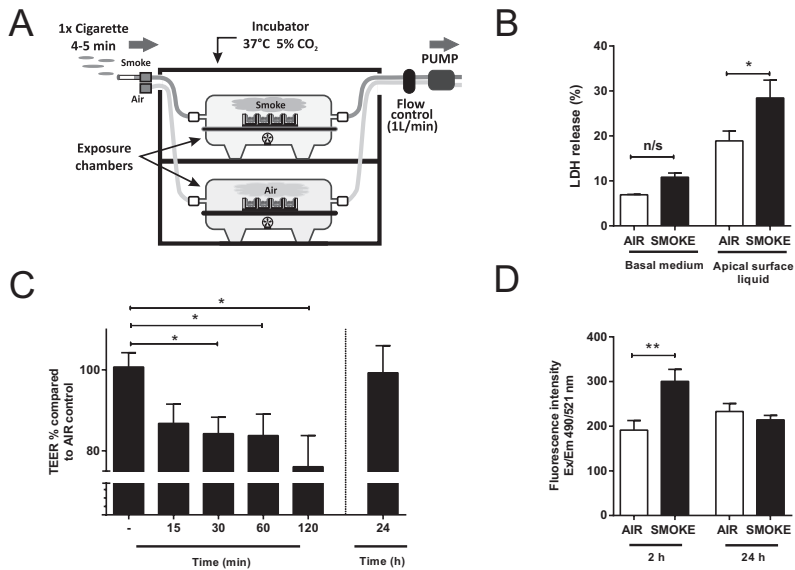 A
1x Cigarette
4-5 min
Smoke
Air
Incubator
37°C 5% CO₂
PUMP
Flow
control
(1L/min)
Smoke
Exposure
chambers
Air
B
LDH release (%)
40
30
20
10
0
n/s
*
AIR SMOKE AIR SMOKE
Basal medium
Apical surface
liquid
C
TEER % compared
to AIR control
100
80
*
*
*
- 15 30 60 120 24
Time (min)
Time (h)
D
Fluorescence intensity
Ex/Em 490/521 nm
400
300
200
100
0
**
AIR SMOKE AIR SMOKE
2 h
24 h